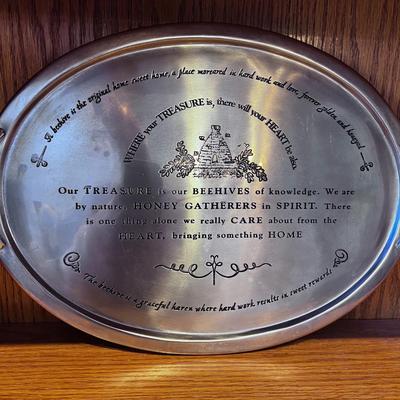 A beehive is the original home sweet home, a place moreared in hard work and love, forever golden and honeyed
WHERE your TREASURE is, there will your HEART be also.
Our TREASURE is our BEEHIVES of knowledge. We are
by nature, HONEY GATHERERS in SPIRIT. There
is one thing alone we really CARE about from the
HEART, bringing something HOME
The beehive is a graceful haven where hard work results in sweet rewards